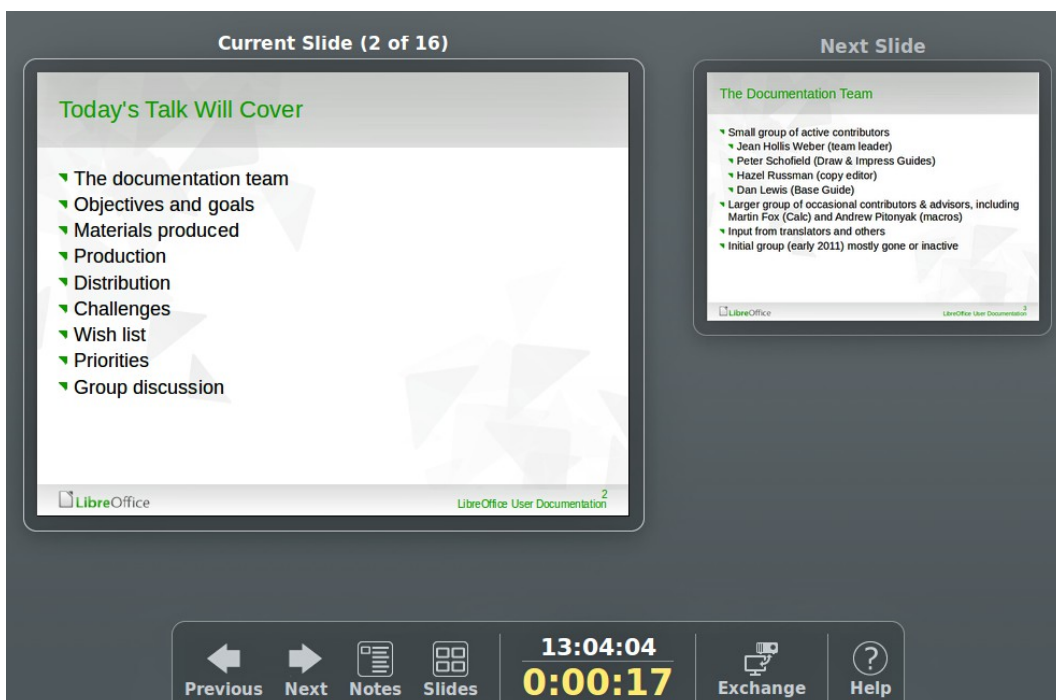 Current Slide (2 of 16)
Today's Talk Will Cover
The documentation team
Objectives and goals
Materials produced
Production
Distribution
Challenges
Wish list
Priorities
Group discussion
LibreOffice
LibreOffice User Documentation
2
Next Slide
The Documentation Team
Small group of active contributors
Jean Hollis Weber (team leader)
Peter Schofield (Draw & Impress Guides)
Hazel Russman (copy editor)
Dan Lewis (Base Guide)
Larger group of occasional contributors & advisors, including
Martin Fox (Calc) and Andrew Pitonyak (macros)
Input from translators and others
Initial group (early 2011) mostly gone or inactive
LibreOffice
LibreOffice User Documentation
3
Previous
Next
Notes
Slides
13:04:04
0:00:17
Exchange
?
Help